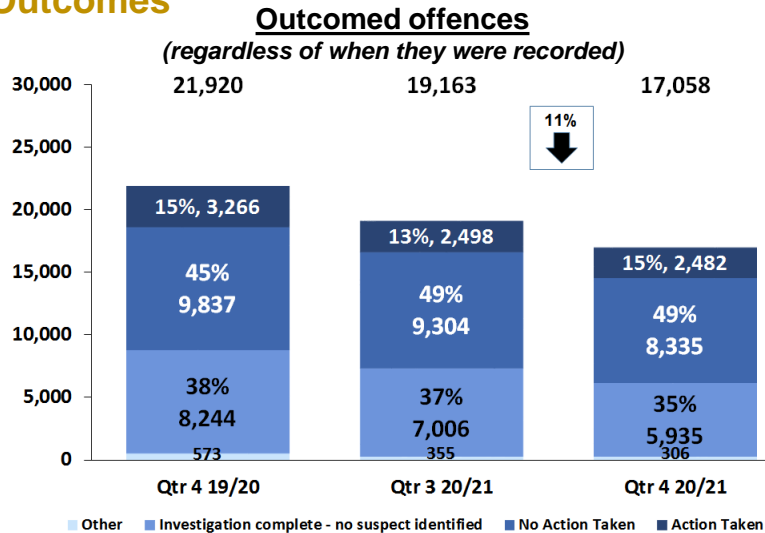 Outcomes
Outcomed offences
(regardless of when they were recorded)
30,000
25,000
20,000
15,000
10,000
5,000
0
21,920
19,163
17,058
11%
15%, 3,266
45%
9,837
38%
8,244
573
13%, 2,498
49%
9,304
37%
7,006
355
15%, 2,482
49%
8,335
35%
5,935
306
Qtr 4 19/20
Qtr 3 20/21
Qtr 4 20/21
Other
Investigation complete - no suspect identified
No Action Taken
Action Taken